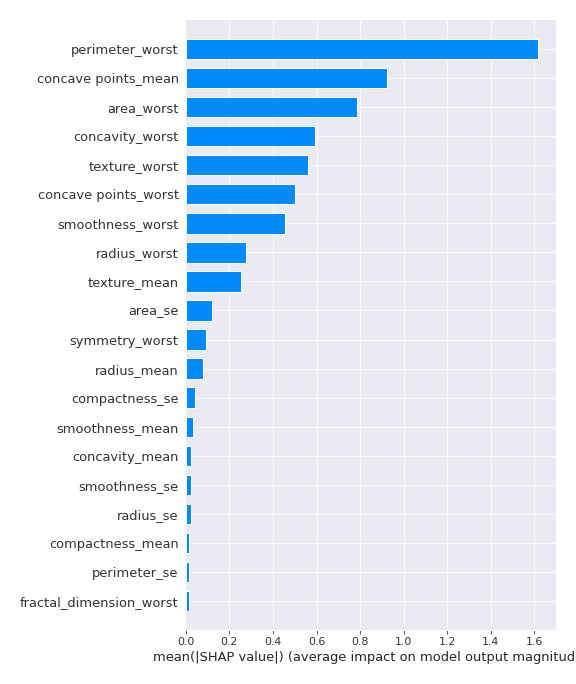 perimeter_worst
concave points_mean
area_worst
concavity_worst
texture_worst
concave points_worst
smoothness_worst
radius_worst
texture_mean
area_se
symmetry_worst
radius_mean
compactness_se
smoothness_mean
concavity_mean
smoothness_se
radius_se
compactness_mean
perimeter_se
fractal_dimension_worst
0.0 0.2 0.4 0.6 0.8 1.0 1.2 1.4 1.6
mean(|SHAP value|) (average impact on model output magnitud